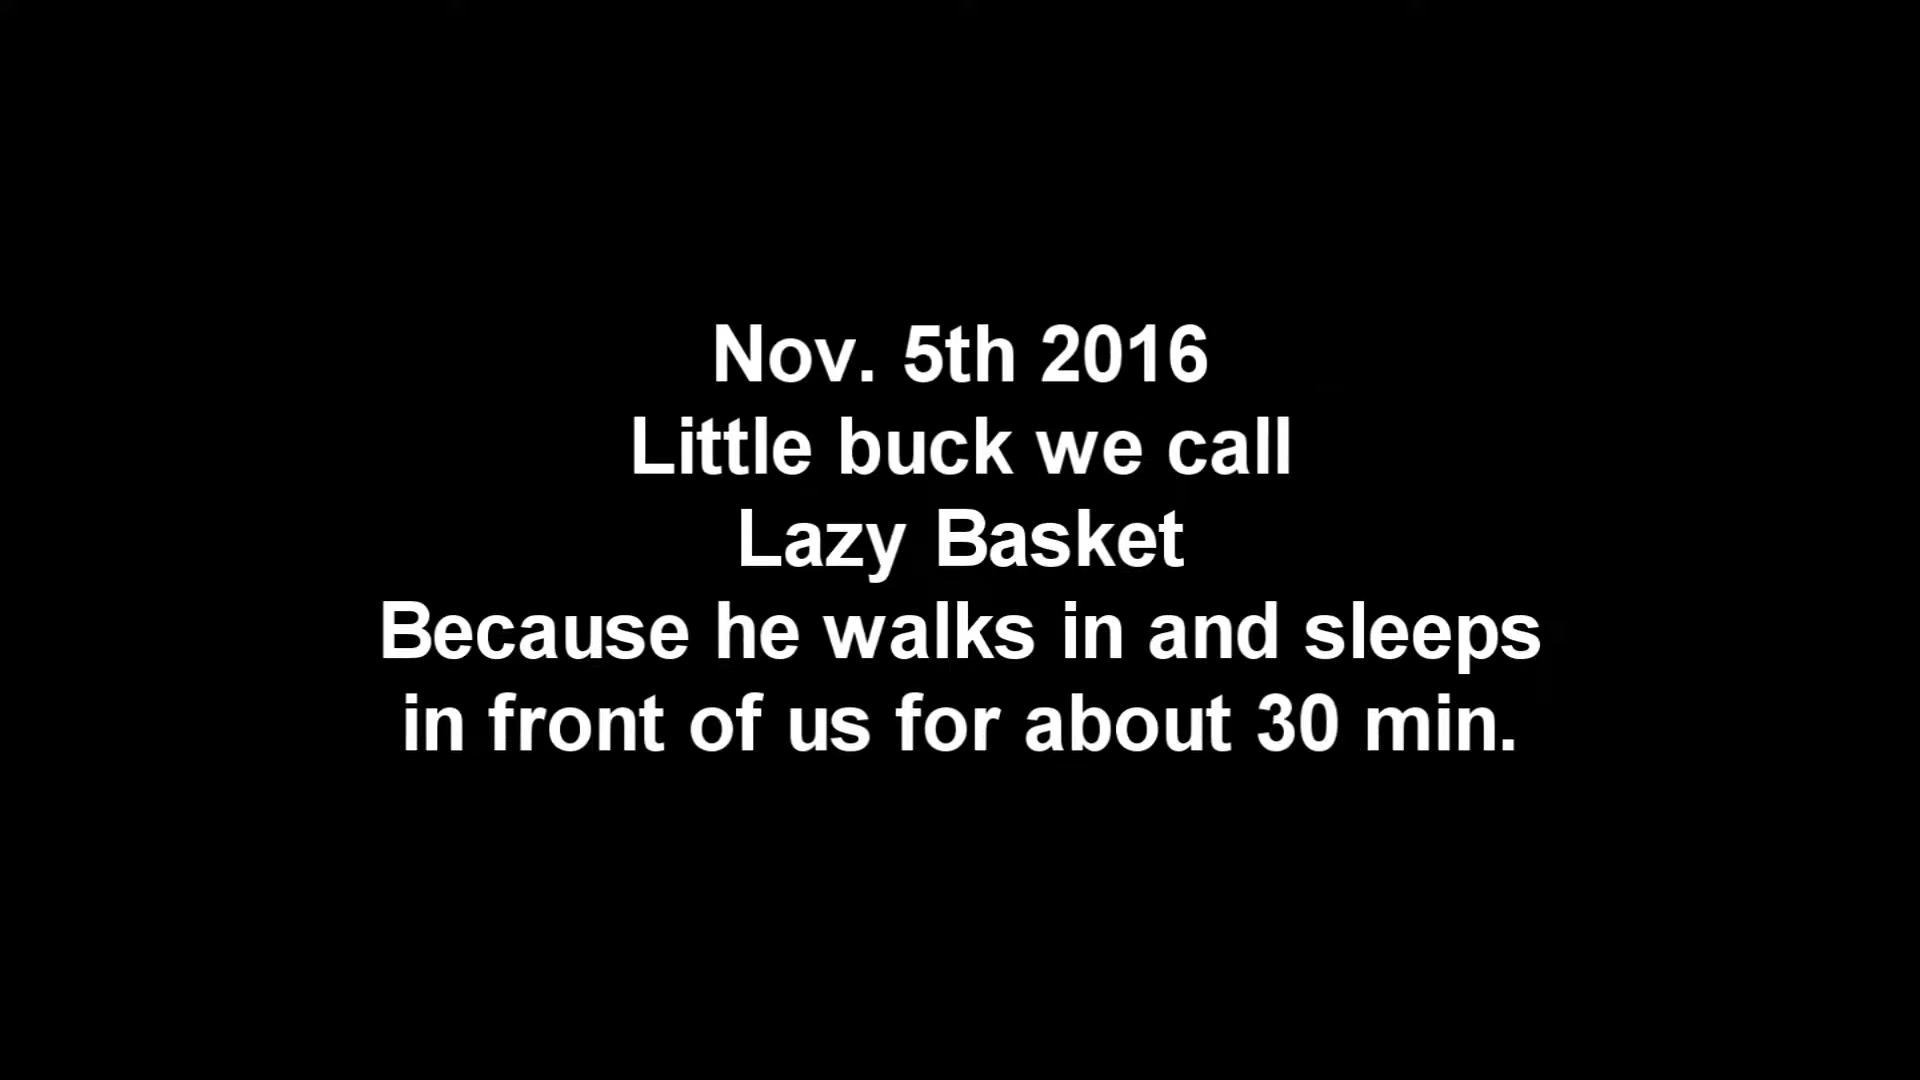 Nov. 5th 2016
Little buck we call
Lazy Basket
Because he walks in and sleeps
in front of us for about 30 min.